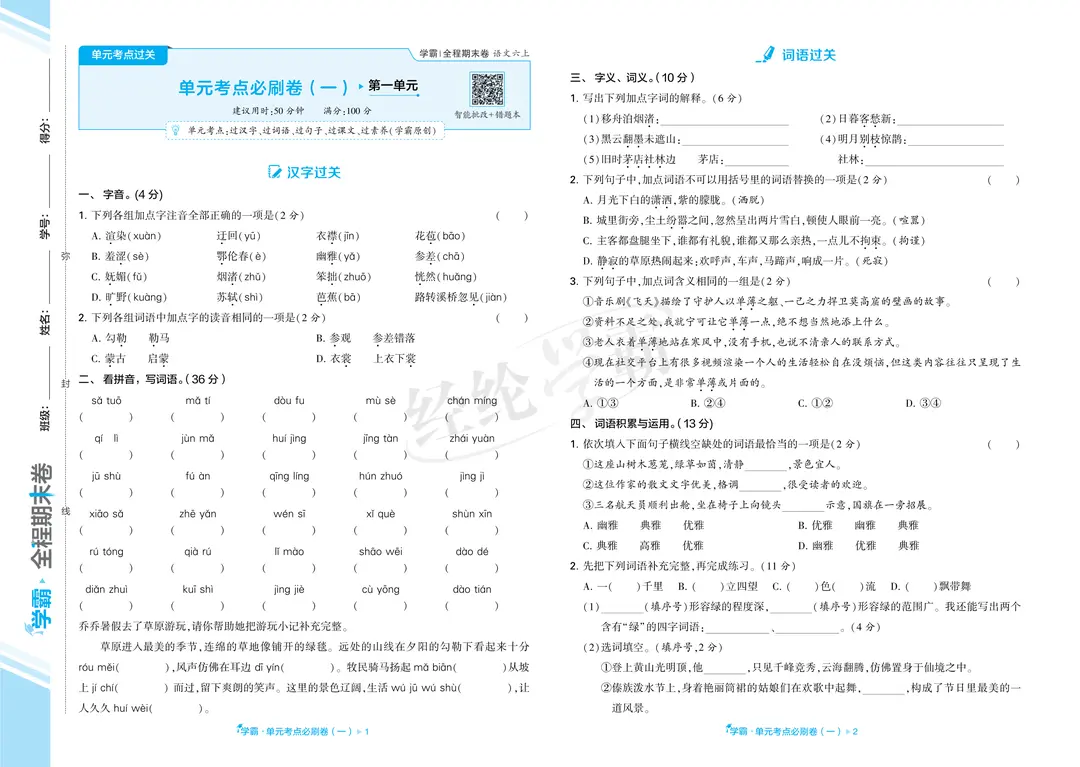 得分：
学号：
姓名：
班级：
弥
封
线
学霸 全程期末卷
单元考点过关
学霸|全程期末卷 语文六上
单元考点必刷卷（一） 第一单元
建议用时：50分钟 满分：100分
智能批改+错题本
单元考点：过汉字、过词语、过句子、过课文、过素养（学霸原创）
汉字过关
一、字音。（4分）
1. 下列各组加点字注音全部正确的一项是（2分） （ ）
A. 渲染（xuàn） 迂回（yū） 衣襟（jīn） 花苞（bāo）
B. 羞涩（sè） 鄂伦春（è） 幽雅（yǎ） 参差（chā）
C. 妩媚（fǔ） 烟渚（zhǔ） 笨拙（zhuō） 恍然（huǎng）
D. 旷野（kuàng） 苏轼（shì） 芭蕉（bā） 路转溪桥忽见（jiàn）
2. 下列各组词语中加点字的读音相同的一项是（2分） （ ）
A. 勾勒 勒马 B. 参观 参差错落
C. 蒙古 启蒙 D. 衣裳 上衣下裳
二、看拼音，写词语。（36分）
sǎ tuō mǎ tí dòu fu mù sè chán míng
（ ） （ ） （ ） （ ） （ ）
qí lì jùn mǎ huí jìng jīng tàn zhái yuàn
（ ） （ ） （ ） （ ） （ ）
jū shù fú àn qīng líng hún zhuó jìng jì
（ ） （ ） （ ） （ ） （ ）
xiāo sǎ zhē yǎn wén sī xǐ què shùn xīn
（ ） （ ） （ ） （ ） （ ）
rú tóng qià rú lǐ mào shāo wēi dào dé
（ ） （ ） （ ） （ ） （ ）
diǎn zhuì kuī shì jìng jiè cù yōng dào tián
（ ） （ ） （ ） （ ） （ ）
乔乔暑假去了草原游玩，请你帮助她把游玩小记补充完整。
草原进入最美的季节，连绵的草地像铺开的绿毯。远处的山线在夕阳的勾勒下看起来十分
róu měi（ ），风声仿佛在耳边 dī yín（ ）。牧民骑马扬起 mǎ biān（ ）从坡
上 jí chí（ ）而过，留下爽朗的笑声。这里的景色辽阔，生活 wú jū wú shù（ ），让
人久久 huí wèi（ ）。
学霸·单元考点必刷卷（一） 1
词语过关
三、字义、词义。（10分）
1. 写出下列加点字词的解释。（6分）
（1）移舟泊烟渚： （2）日暮客愁新：
（3）黑云翻墨未遮山： （4）明月别枝惊鹊：
（5）旧时茅店社林边 茅店： 社林：
2. 下列句子中，加点词语不可以用括号里的词语替换的一项是（2分） （ ）
A. 月光下白的潇洒，紫的朦胧。（洒脱）
B. 城里街旁，尘土纷嚣之间，忽然呈出两片雪白，顿使人眼前一亮。（喧嚣）
C. 主客都盘腿坐下，谁都有礼貌，谁都又那么亲热，一点儿不拘束。（拘谨）
D. 静寂的草原热闹起来：欢呼声，车声，马蹄声，响成一片。（死寂）
3. 下列句子中，加点词含义相同的一组是（2分） （ ）
①音乐剧《飞天》描绘了守护人以单薄之躯、一己之力捍卫莫高窟的壁画的故事。
②资料不足之处，我就宁可让它单薄一点，绝不想当然地添上什么。
③老人衣着单薄地站在寒风中，没有手机，也说不清亲人的联系方式。
④现在社交平台上有很多视频渲染一个人的生活轻松自在没烦恼，但这类内容往往只呈现了生
活的一个方面，是非常单薄或片面的。
A. ①③ B. ②④ C. ①② D. ③④
四、词语积累与运用。（13分）
1. 依次填入下面句子横线空缺处的词语最恰当的一项是（2分） （ ）
①这座山树木葱茏，绿草如茵，清静________，景色宜人。
②这位作家的散文文字优美，格调________，很受读者的欢迎。
③三名航天员顺利出舱，坐在椅子上向镜头________示意，国旗在一旁招展。
A. 幽雅 典雅 优雅 B. 优雅 幽雅 典雅
C. 典雅 高雅 优雅 D. 幽雅 优雅 典雅
2. 先把下列词语补充完整，再完成练习。（11分）
A. 一（ ）千里 B. （ ）立四望 C. （ ）色（ ）流 D. （ ）飘带舞
（1）________（填序号）形容绿的程度深，________（填序号）形容绿的范围广。我还能写出两个
含有“绿”的四字词语：____________、____________。（4分）
（2）选词填空。（填序号，2分）
①登上黄山光明顶，他________，只见千峰竞秀，云海翻腾，仿佛置身于仙境之中。
②傣族泼水节上，身着艳丽筒裙的姑娘们在欢歌中起舞，________，构成了节日里最美的一
道风景。
学霸·单元考点必刷卷（一） 2
经纶学霸